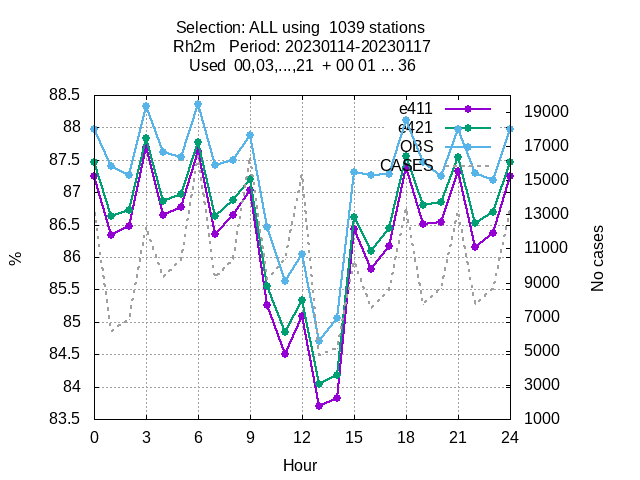 Selection: ALL using  1039 stations
Rh2m   Period: 20230114-20230117
Used  00,03,...,21  + 00 01 ... 36
88.5
88
87.5
87
86.5
86
85.5
85
84.5
84
83.5
%
e411
e421
OBS
CASES
19000
17000
15000
13000
11000
9000
7000
5000
3000
1000
No cases
0 3 6 9 12 15 18 21 24
Hour